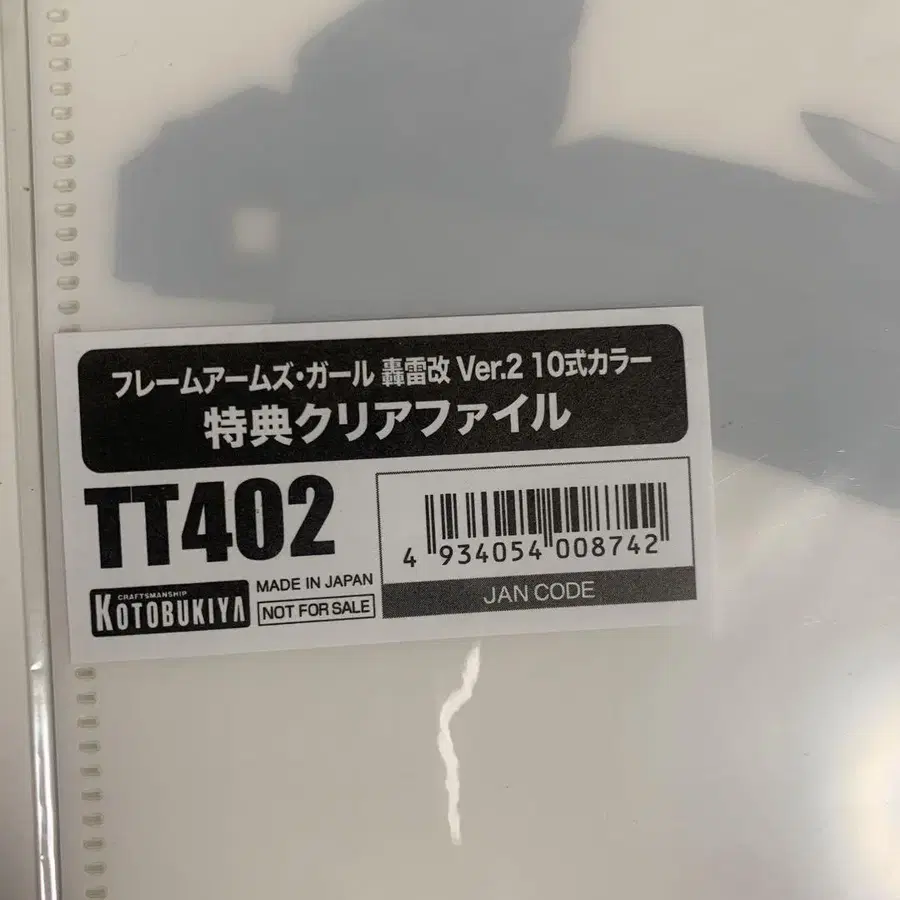 フレームアームズ・ガール 轟雷改 Ver.2 10式カラー
特典クリアファイル
TT402
CRAFTSMANSHIP
KOTOBUKIYA
MADE IN JAPAN
NOT FOR SALE
4 934054 008742
JAN CODE